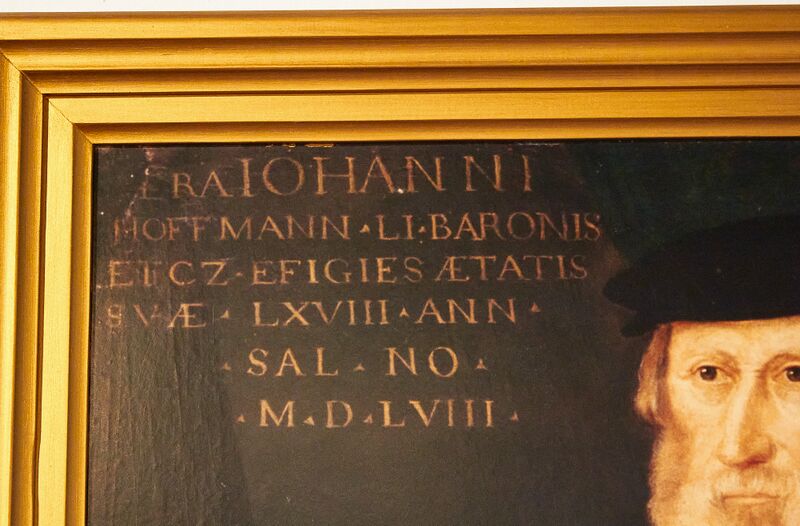 ERA IOHANNI
HOFFMANN · LI·BARONIS
ETCZ · EFIGIES ÆTATIS
SVÆ · LXVIII · ANN ·
· SAL · NO ·
· M · D · LVIII ·